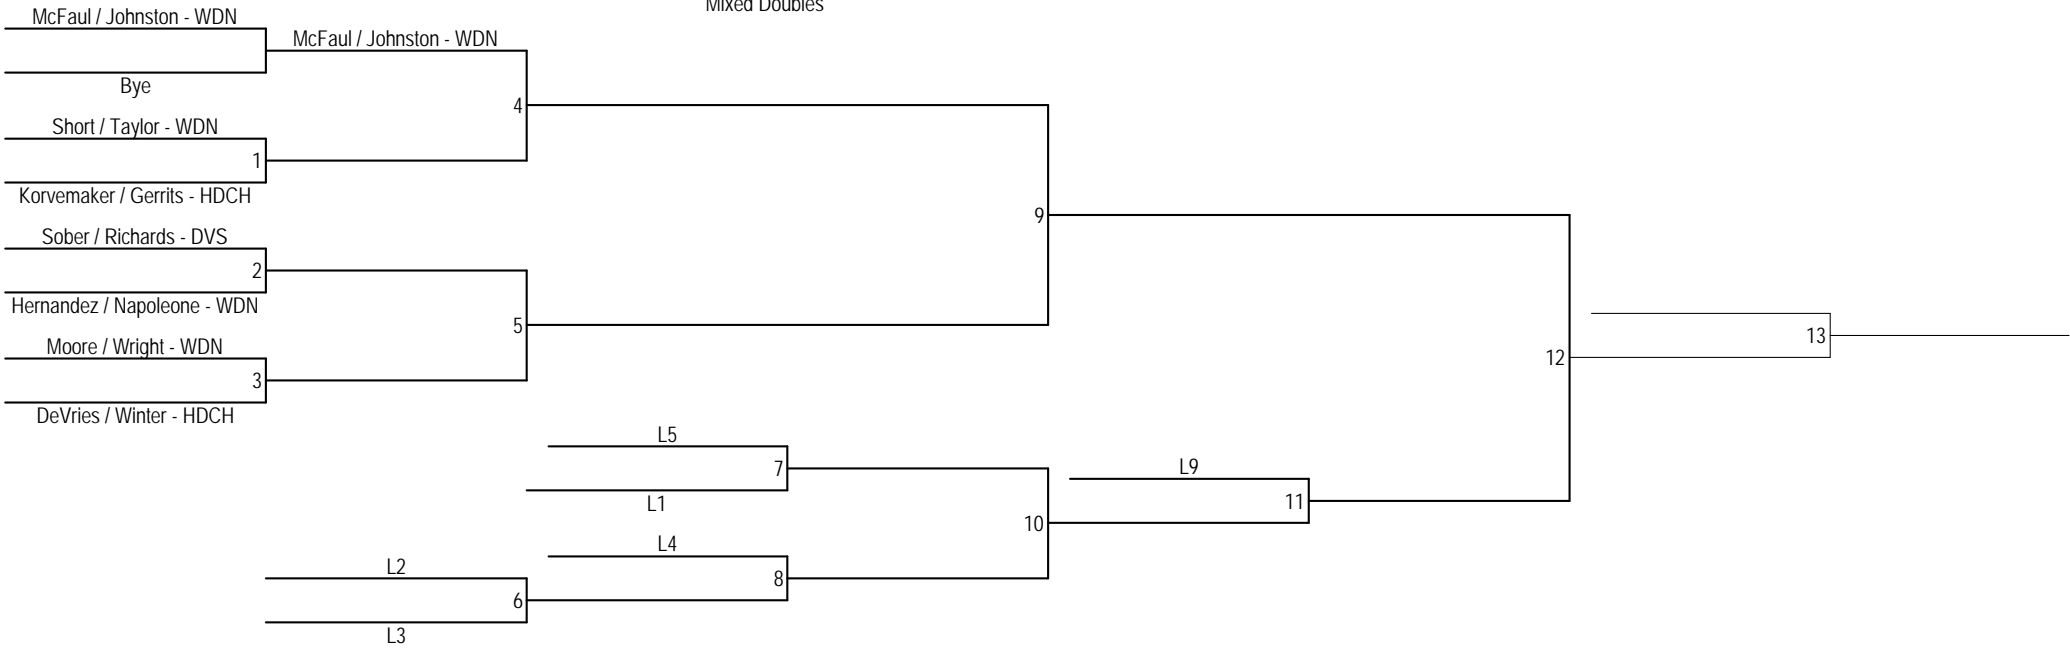 Mixed Doubles
McFaul / Johnston - WDN
McFaul / Johnston - WDN
Bye
4
Short / Taylor - WDN
1
Korvemaker / Gerrits - HDCH
9
Sober / Richards - DVS
2
Hernandez / Napoleone - WDN
5
13
Moore / Wright - WDN
12
3
DeVries / Winter - HDCH
L5
7
L9
L1
11
10
L4
L2
8
6
L3